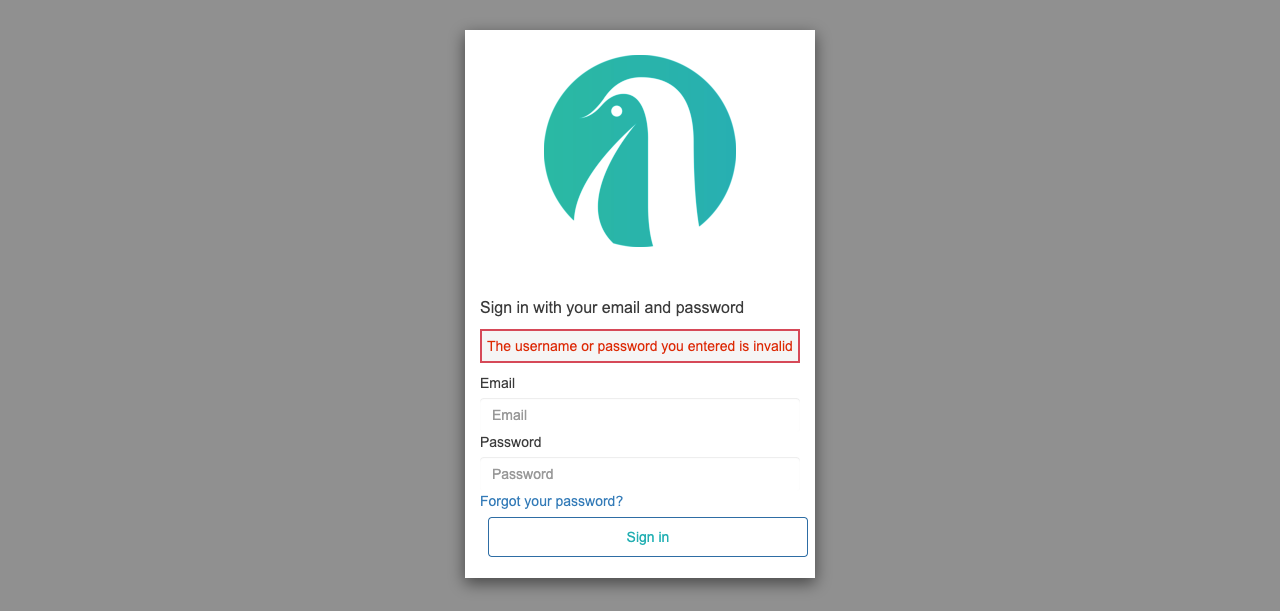 Sign in with your email and password
The username or password you entered is invalid
Email
Email
Password
Password
Forgot your password?
Sign in